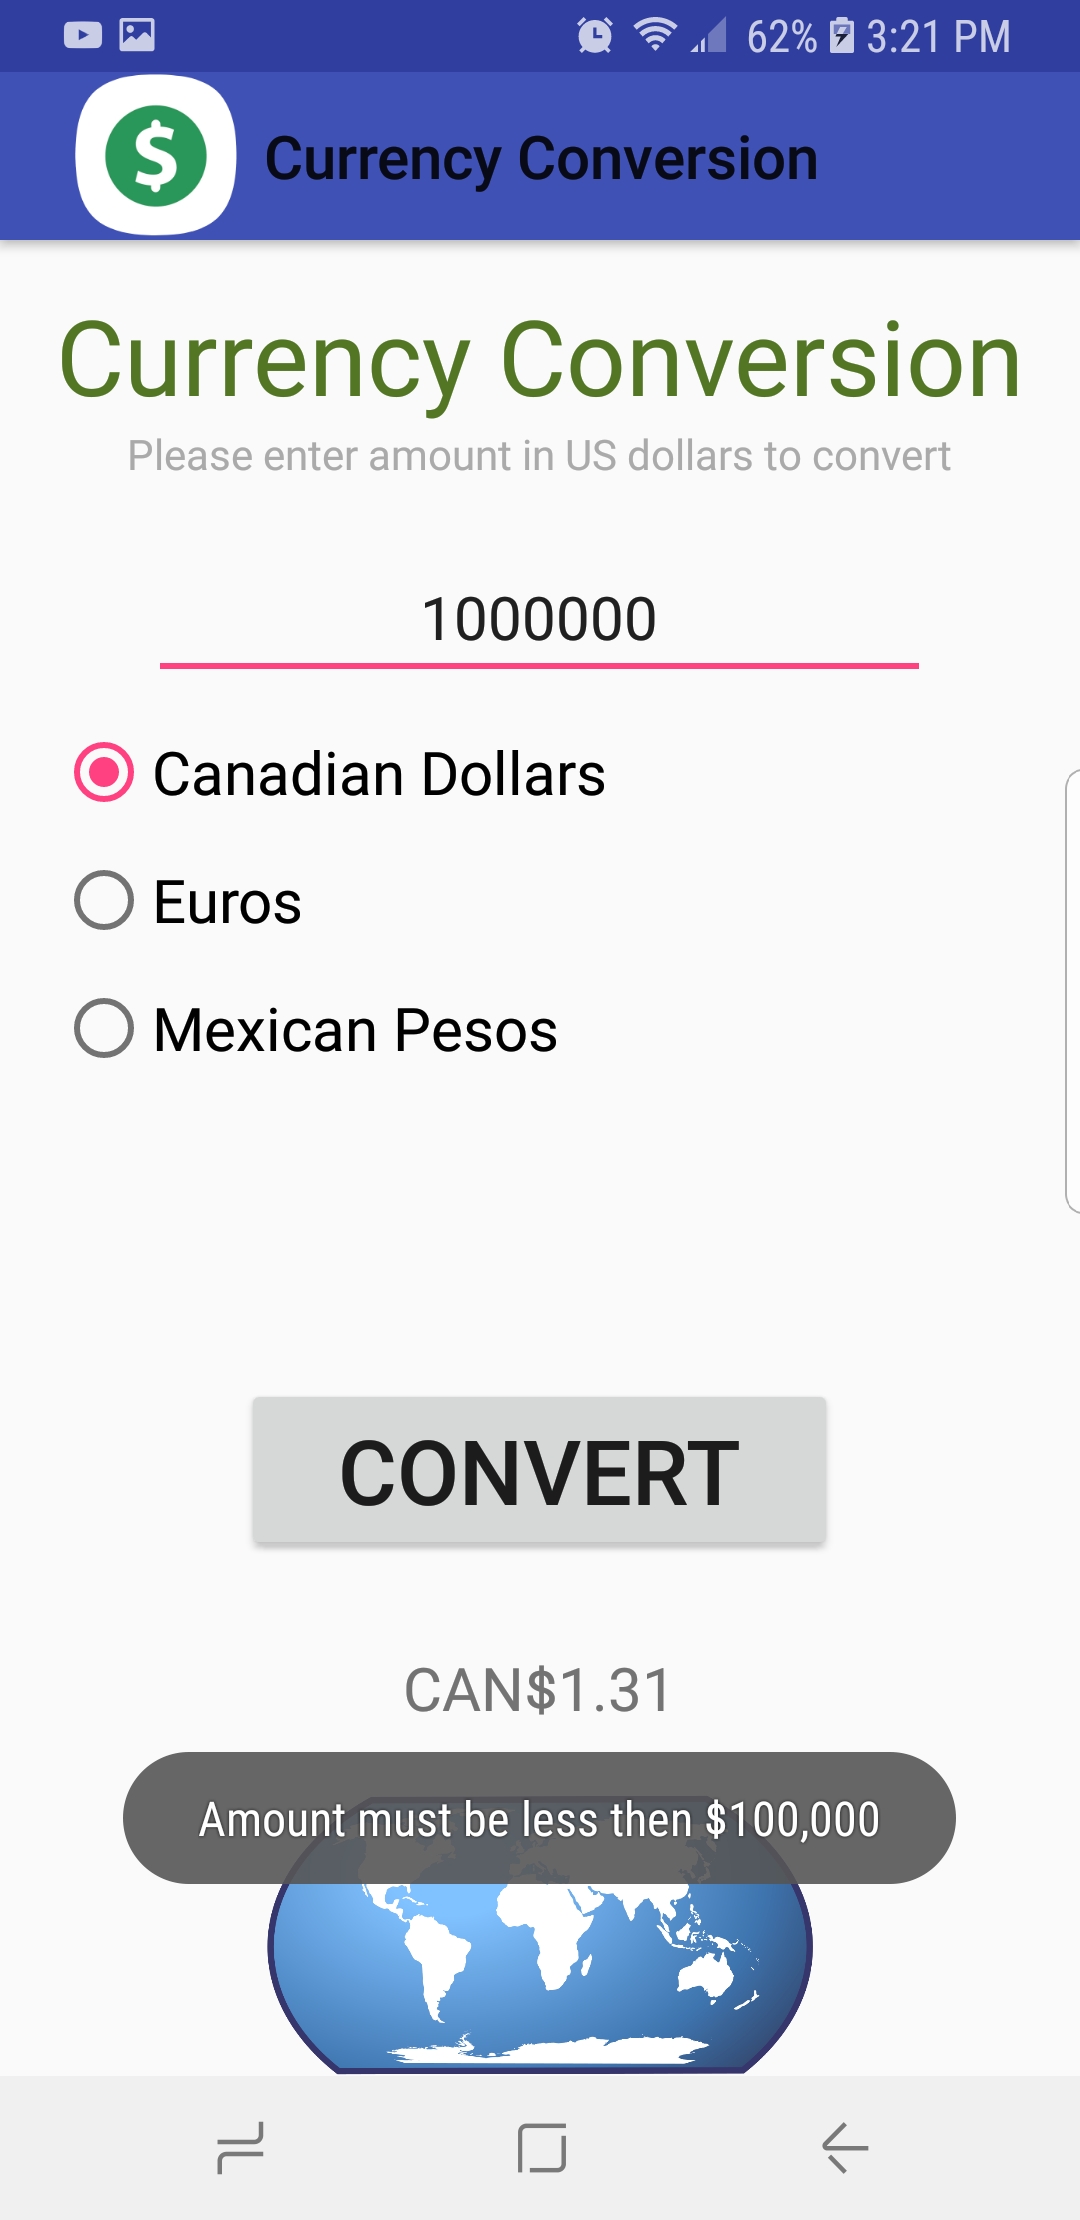 62% 3:21 PM
$ Currency Conversion
Currency Conversion
Please enter amount in US dollars to convert
1000000
Canadian Dollars
Euros
Mexican Pesos
CONVERT
CAN$1.31
Amount must be less then $100,000